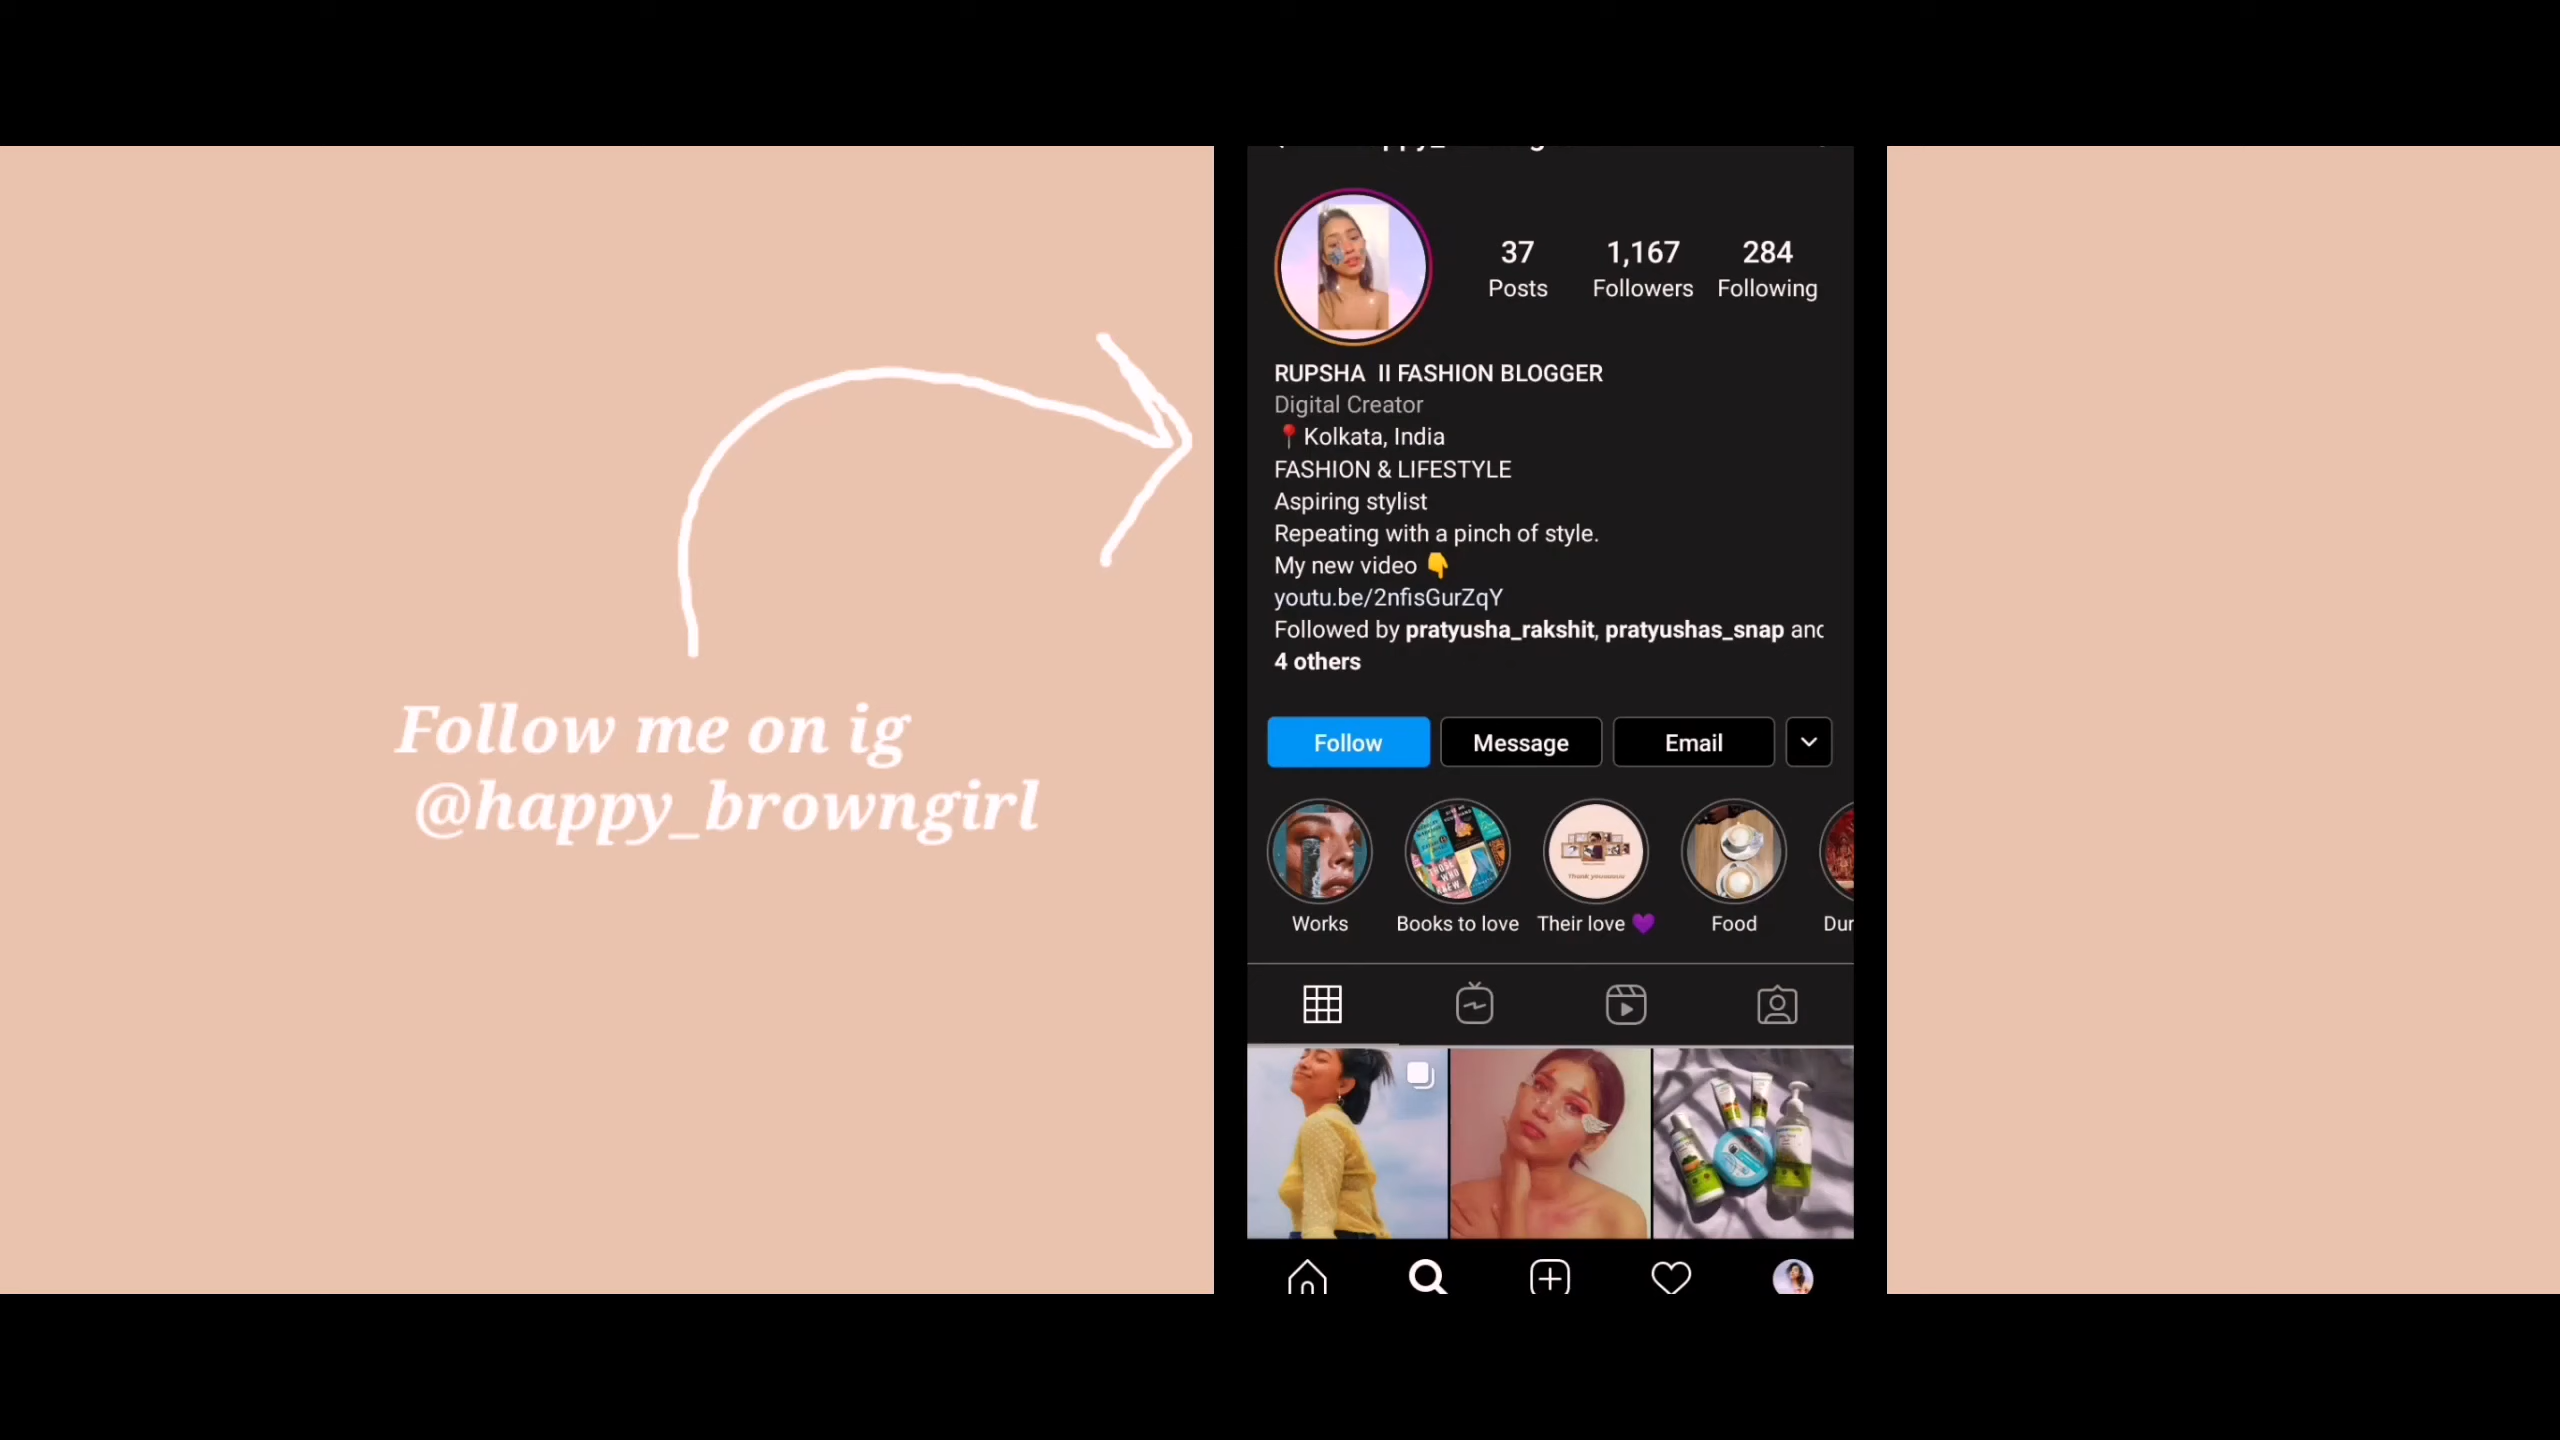 Follow me on ig
@happy_browngirl
37
Posts
1,167
Followers
284
Following
RUPSHA II FASHION BLOGGER
Digital Creator
📍Kolkata, India
FASHION & LIFESTYLE
Aspiring stylist
Repeating with a pinch of style.
My new video 👇
youtu.be/2nfisGurZqY
Followed by pratyusha_rakshit, pratyushas_snap and
4 others
Follow
Message
Email
Works
Books to love
Their love 💜
Food